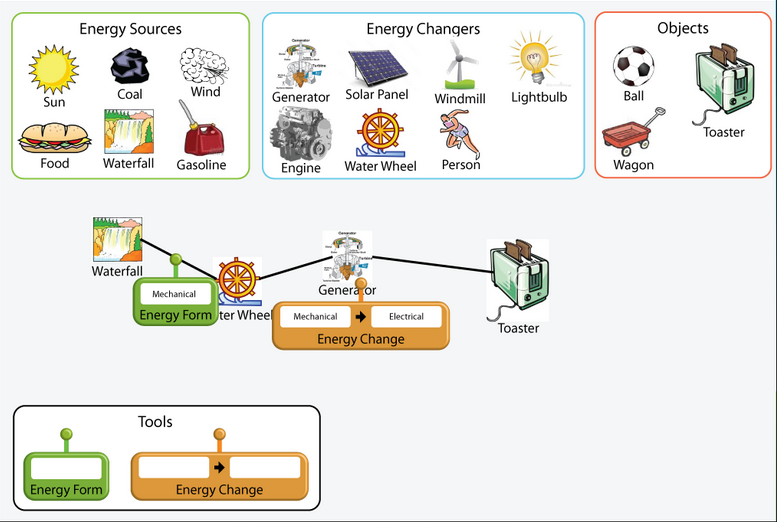 Energy Sources
Energy Changers
Objects
Sun
Coal
Wind
Generator
Solar Panel
Windmill
Lightbulb
Ball
Toaster
Food
Waterfall
Gasoline
Engine
Water Wheel
Person
Wagon
Waterfall
Mechanical
Energy Form
ter Wheel
Generator
Mechanical
Electrical
Energy Change
Toaster
Tools
Energy Form
Energy Change